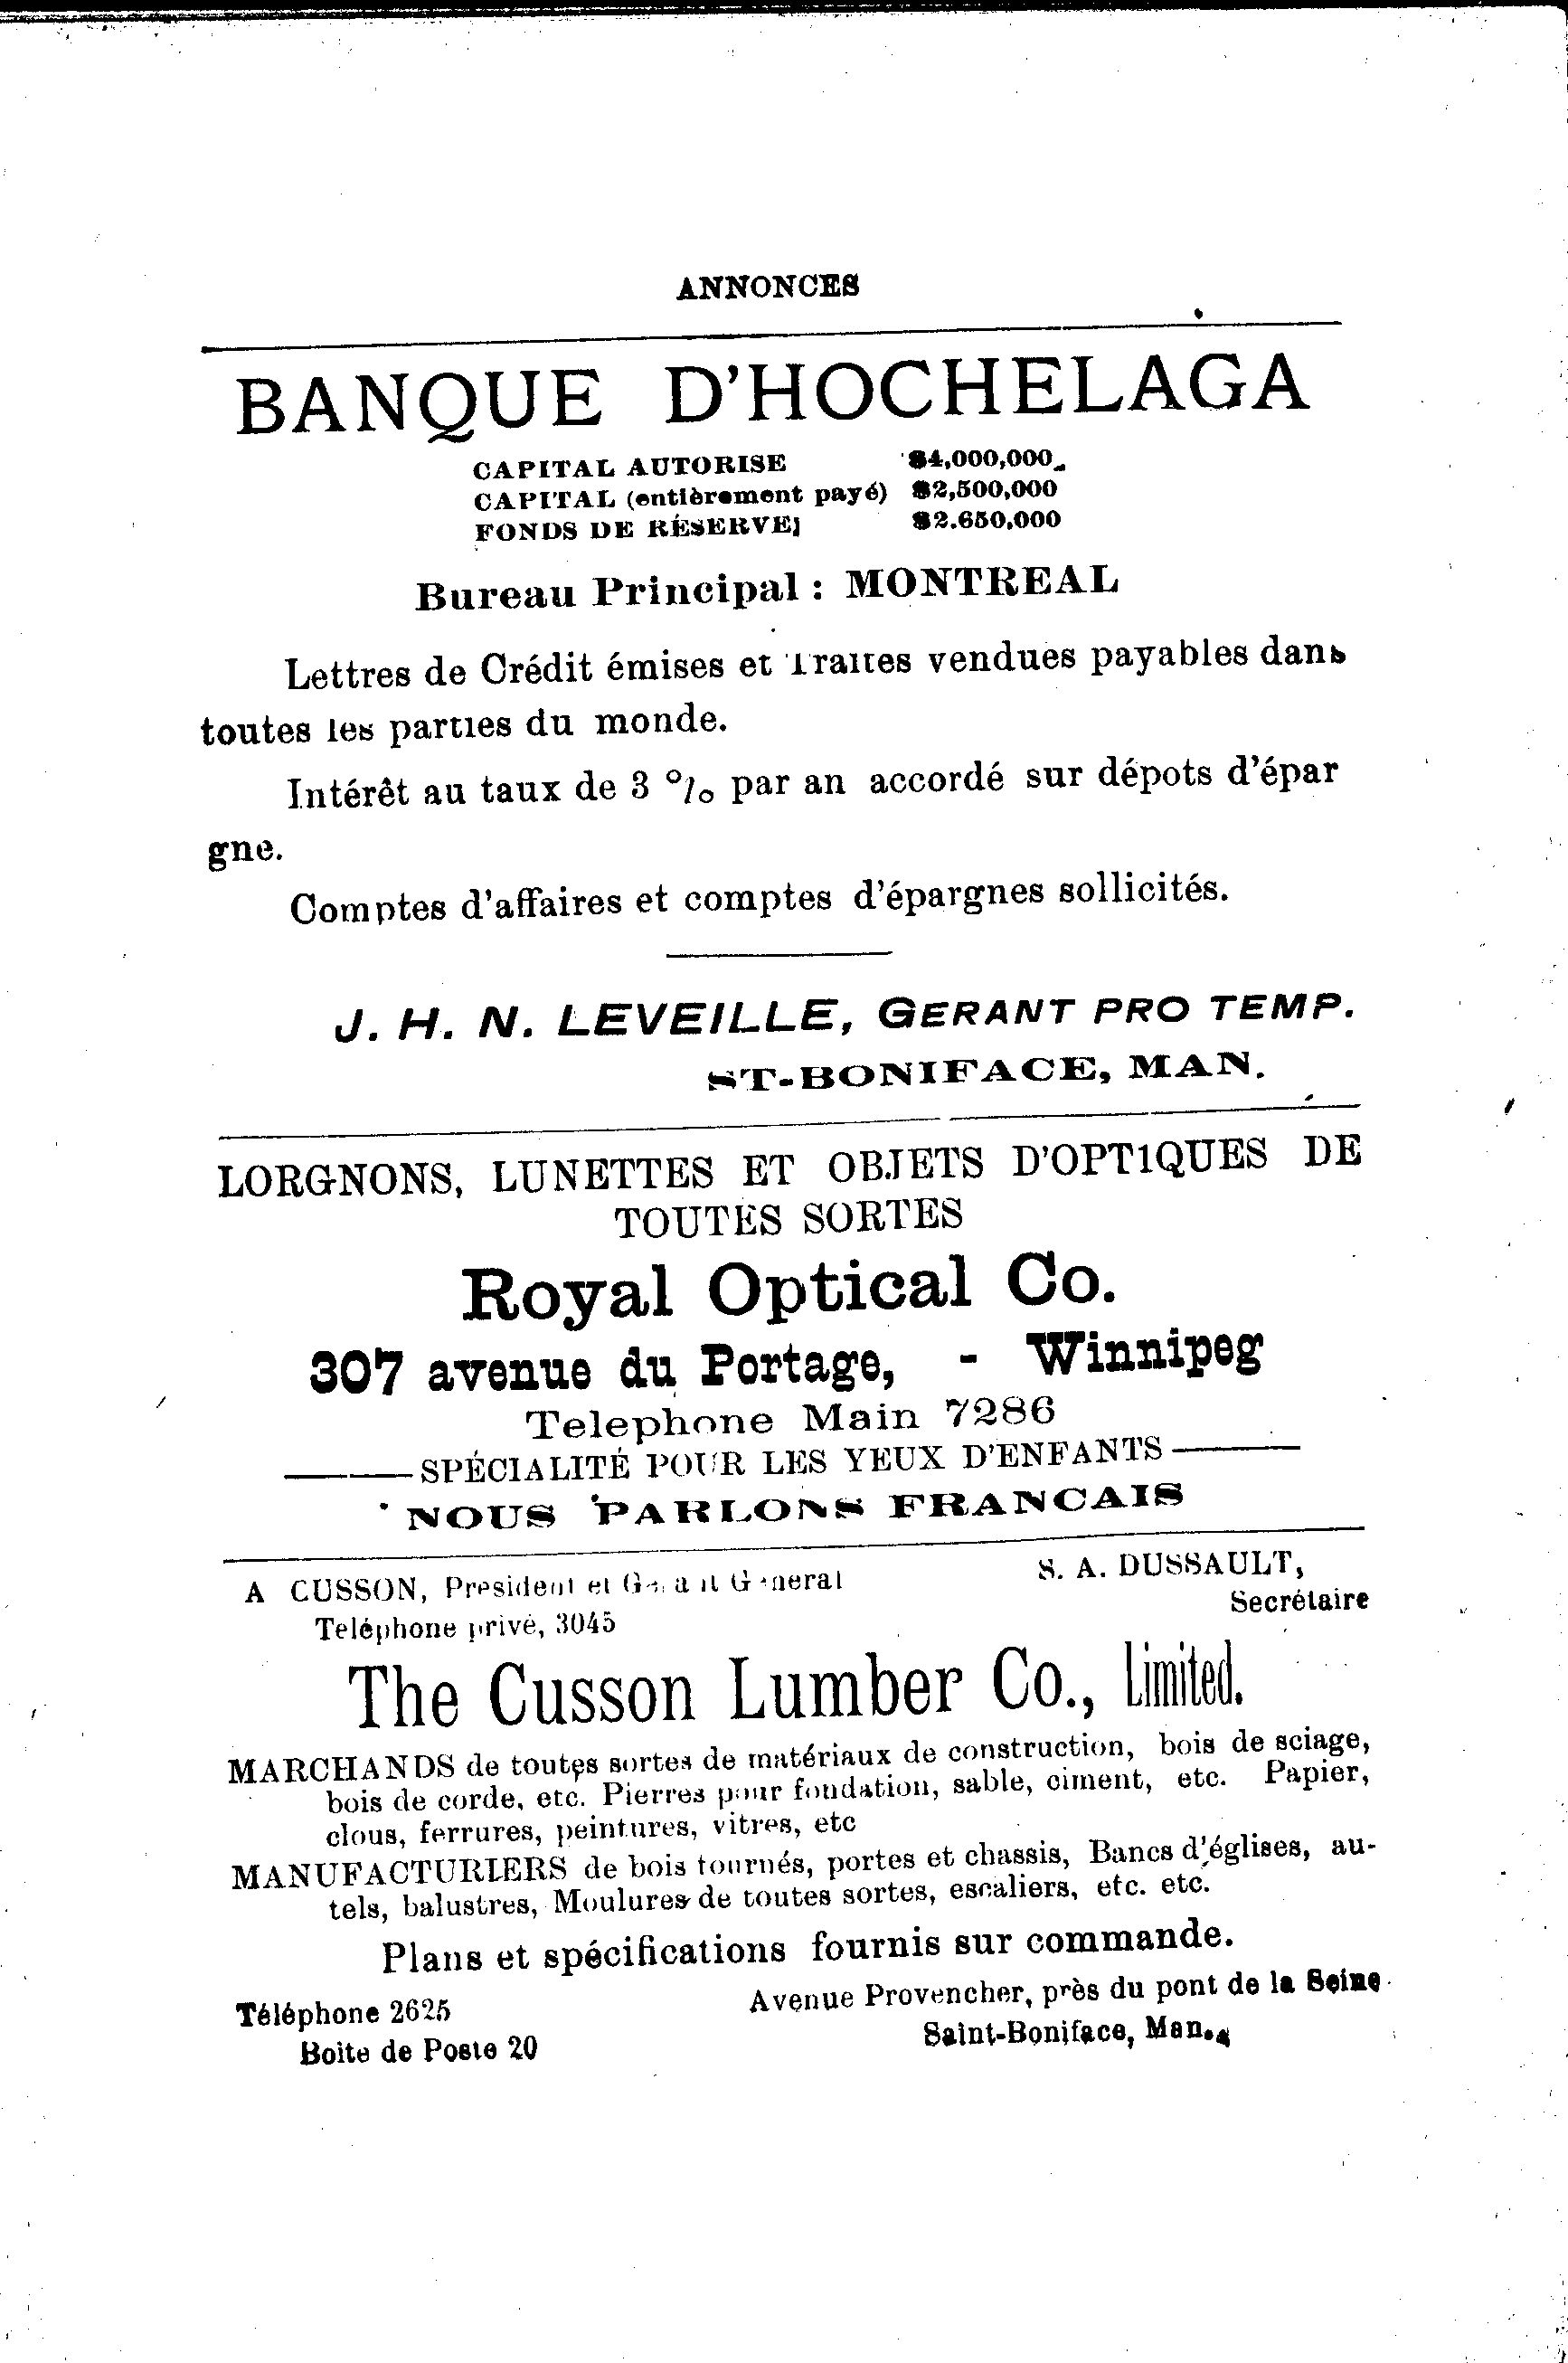 ANNONCES
BANQUE D'HOCHELAGA
CAPITAL AUTORISE $4,000,000
CAPITAL (entièrement payé) $2,500,000
FONDS DE RÉSERVE $2.650,000
Bureau Principal : MONTREAL
Lettres de Crédit émises et Traites vendues payables dans
toutes les parties du monde.
Intérêt au taux de 3 % par an accordé sur dépots d'épar
gne.
Comptes d'affaires et comptes d'épargnes sollicités.
J. H. N. LEVEILLE, GERANT PRO TEMP.
ST-BONIFACE, MAN.
LORGNONS, LUNETTES ET OBJETS D'OPT1QUES DE
TOUTES SORTES
Royal Optical Co.
307 avenue du Portage, - Winnipeg
Telephone Main 7286
SPÉCIALITÉ POUR LES YEUX D'ENFANTS
NOUS PARLONS FRANCAIS
A CUSSON, President et Gerant General
Teléphone privé, 3045
S. A. DUSSAULT,
Secrétaire
The Cusson Lumber Co., Limited.
MARCHANDS de toutes sortes de matériaux de construction, bois de sciage,
bois de corde, etc. Pierres pour fondation, sable, ciment, etc. Papier,
clous, ferrures, peintures, vitres, etc
MANUFACTURIERS de bois tournés, portes et chassis, Bancs d'églises, au-
tels, balustres, Moulures de toutes sortes, escaliers, etc. etc.
Plans et spécifications fournis sur commande.
Téléphone 2625
Boite de Poste 20
Avenue Provencher, près du pont de la Seine
Saint-Boniface, Man.